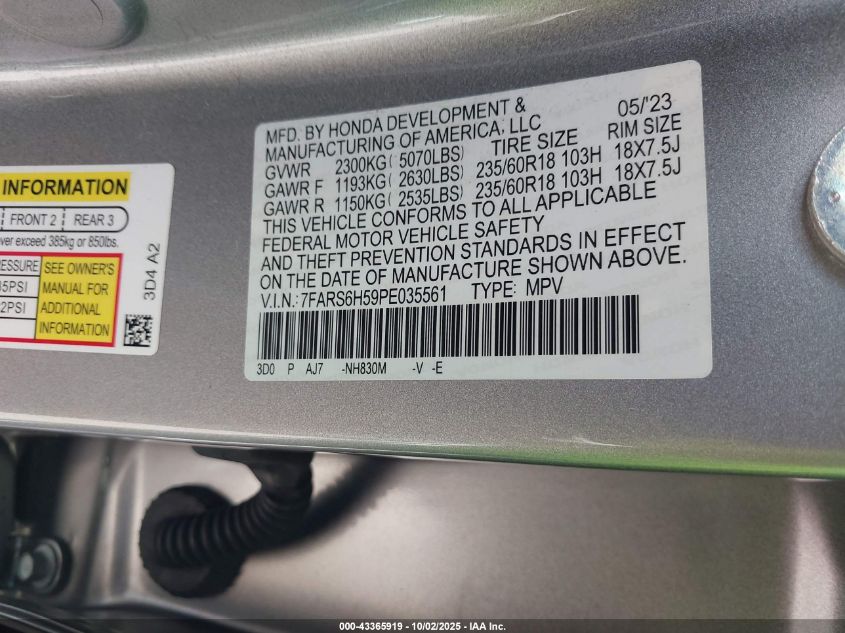 INFORMATION
FRONT 2 REAR 3
exceed 385kg or 850lbs.
SEE OWNER'S
MANUAL FOR
ADDITIONAL
INFORMATION
3D4 A2
MFD. BY HONDA DEVELOPMENT & 05/'23
MANUFACTURING OF AMERICA, LLC TIRE SIZE RIM SIZE
GVWR 2300KG ( 5070LBS)
GAWR F 1193KG ( 2630LBS) 235/60R18 103H 18X7.5J
GAWR R 1150KG ( 2535LBS) 235/60R18 103H 18X7.5J
THIS VEHICLE CONFORMS TO ALL APPLICABLE
FEDERAL MOTOR VEHICLE SAFETY
AND THEFT PREVENTION STANDARDS IN EFFECT
ON THE DATE OF MANUFACTURE SHOWN ABOVE.
V.I.N.: 7FARS6H59PE035561 TYPE: MPV
3D0 P AJ7 -NH830M -V -E
000-43365919 - 10/02/2025 - IAA Inc.